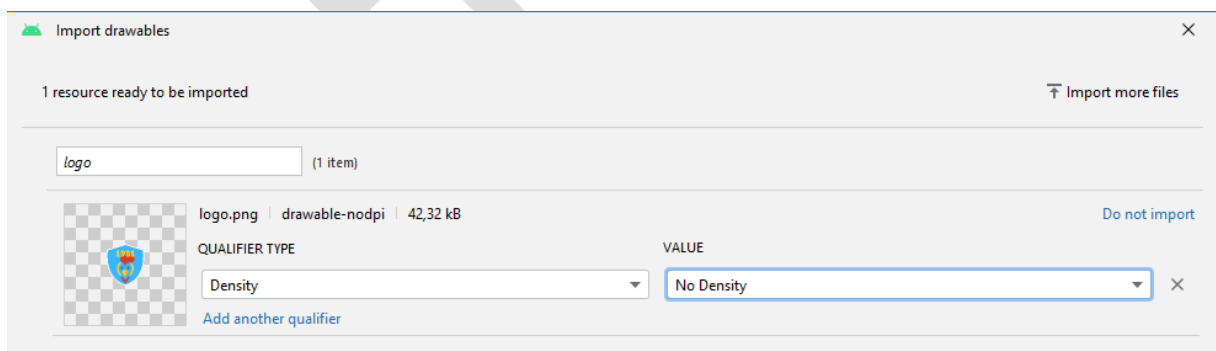 Import drawables
1 resource ready to be imported
Import more files
logo (1 item)
logo.png drawable-nodpi 42,32 kB
Do not import
QUALIFIER TYPE
VALUE
Density
No Density
Add another qualifier